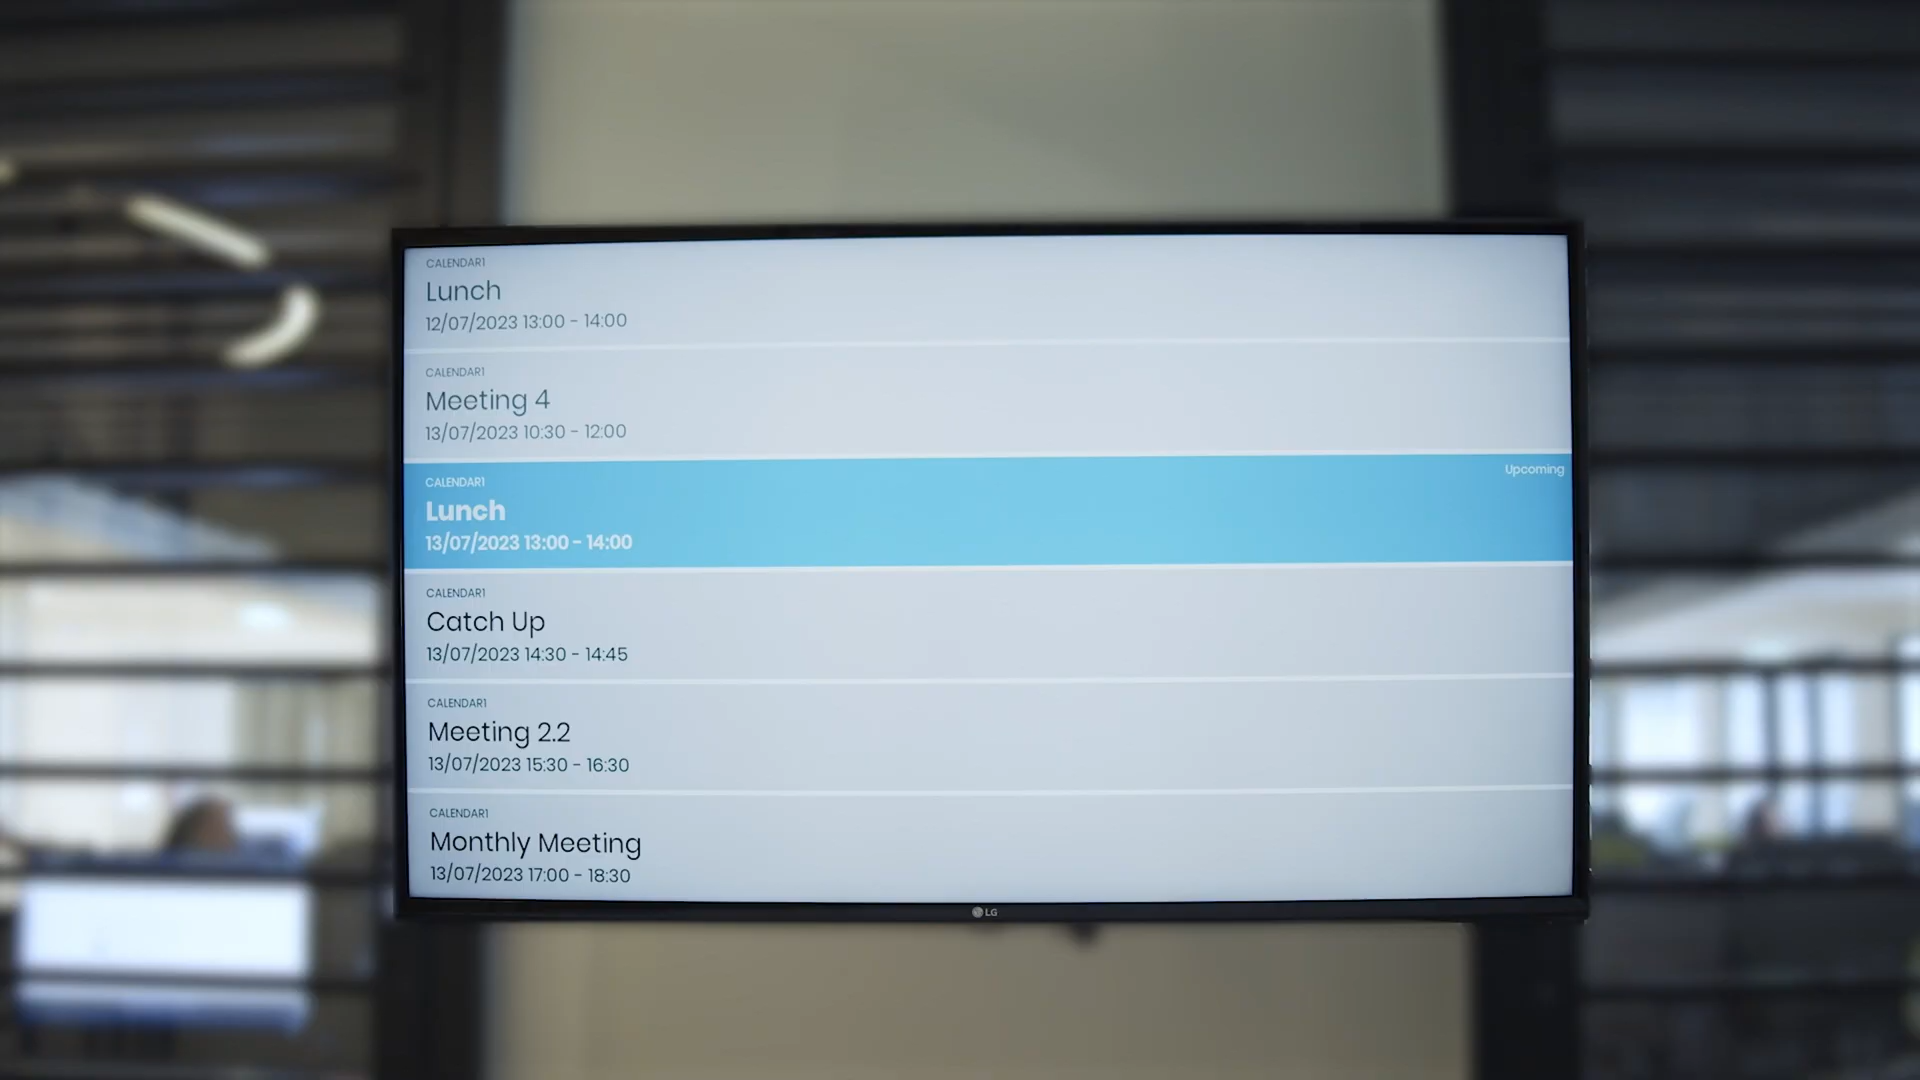 CALENDAR1
Lunch
12/07/2023 13:00 - 14:00
CALENDAR1
Meeting 4
13/07/2023 10:30 - 12:00
CALENDAR1
Upcoming
Lunch
13/07/2023 13:00 - 14:00
CALENDAR1
Catch Up
13/07/2023 14:30 - 14:45
CALENDAR1
Meeting 2.2
13/07/2023 15:30 - 16:30
CALENDAR1
Monthly Meeting
13/07/2023 17:00 - 18:30
LG